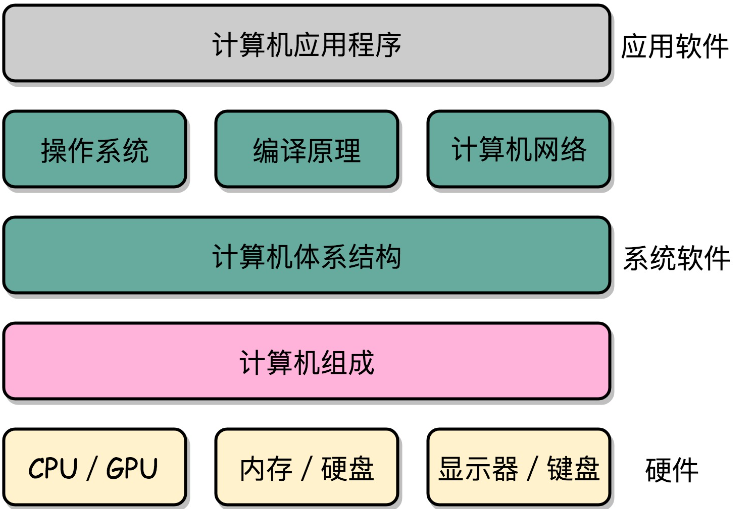 计算机应用程序
应用软件
操作系统
编译原理
计算机网络
计算机体系结构
系统软件
计算机组成
CPU / GPU
内存 / 硬盘
显示器 / 键盘
硬件